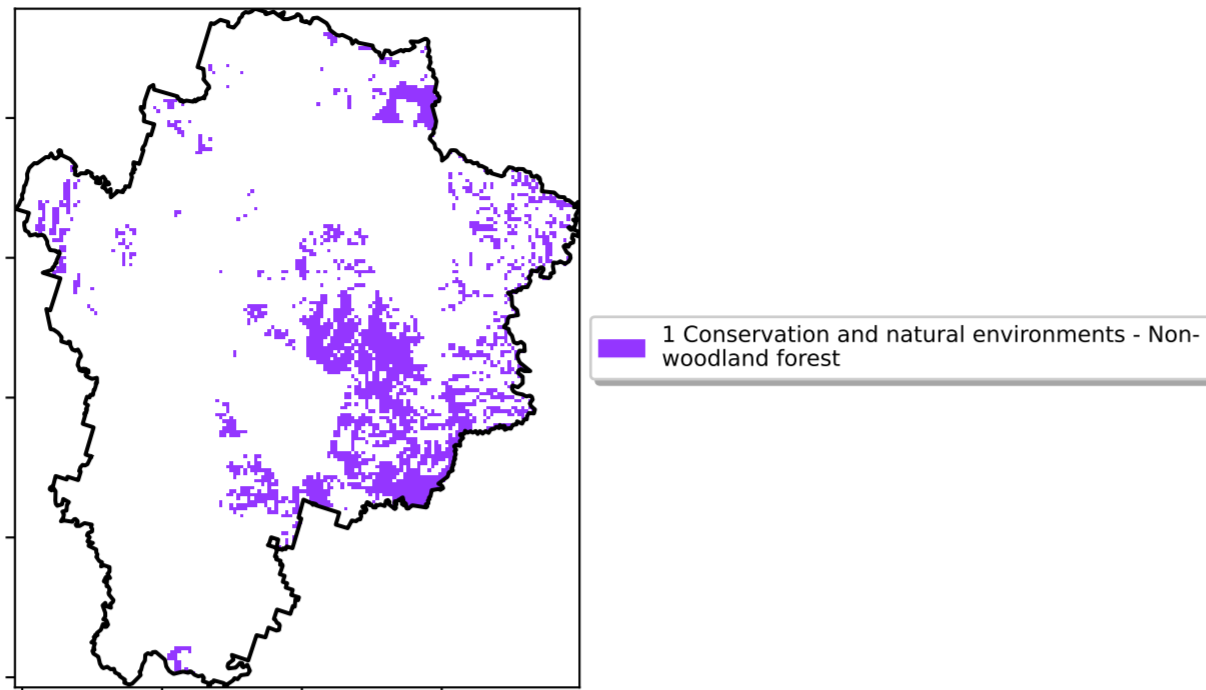 1 Conservation and natural environments - Non-
woodland forest